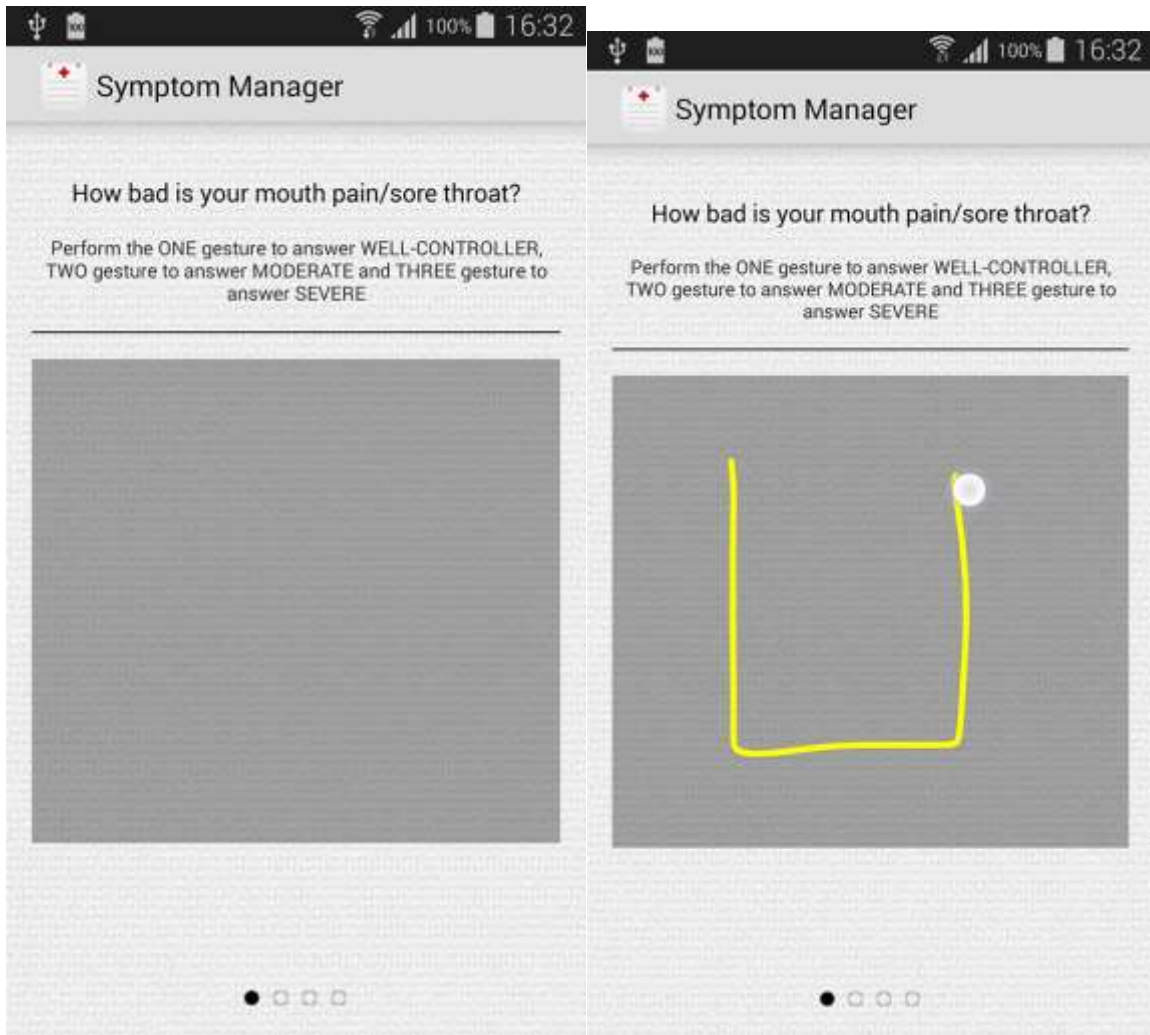 100% 16:32
Symptom Manager
How bad is your mouth pain/sore throat?
Perform the ONE gesture to answer WELL-CONTROLLER,
TWO gesture to answer MODERATE and THREE gesture to
answer SEVERE
100% 16:32
Symptom Manager
How bad is your mouth pain/sore throat?
Perform the ONE gesture to answer WELL-CONTROLLER,
TWO gesture to answer MODERATE and THREE gesture to
answer SEVERE